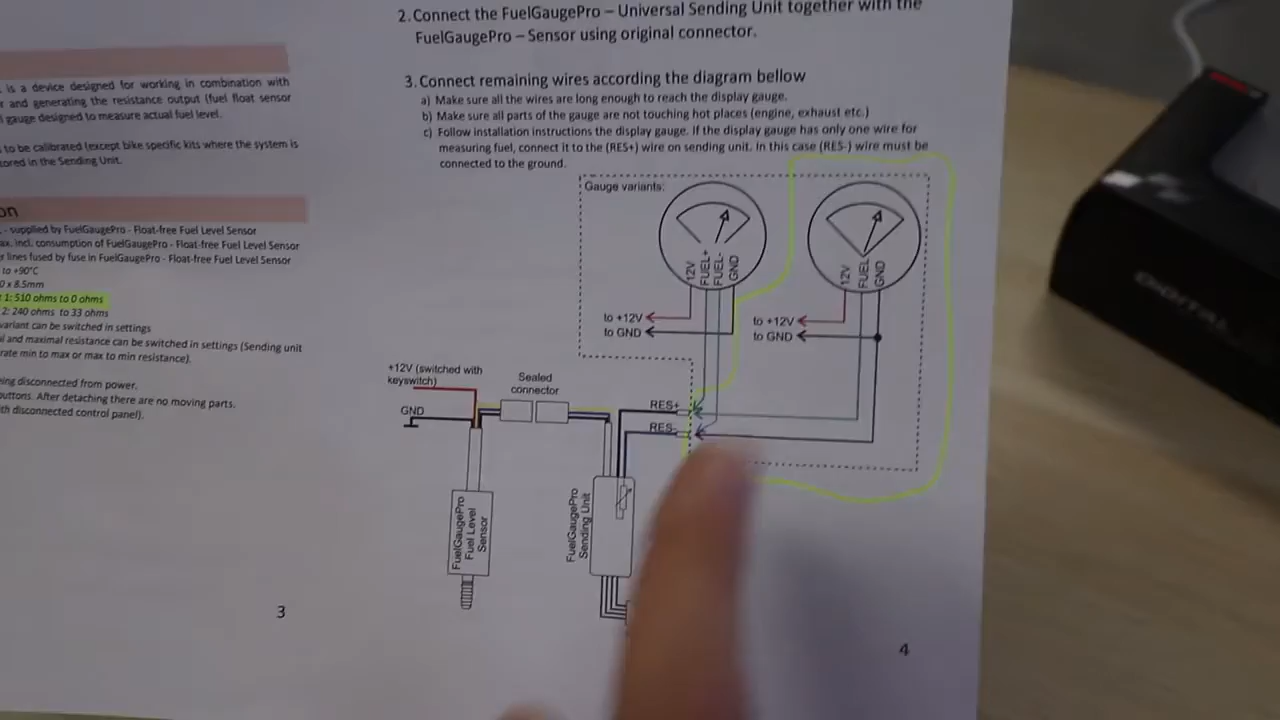 is a device designed for working in combination with
and generating the resistance output (fuel float sensor
gauge designed to measure actual fuel level.
to be calibrated (except bike specific kits where the system is
ored in the Sending Unit.
on
- supplied by FuelGaugePro - Float-free Fuel Level Sensor
ax. incl. consumption of FuelGaugePro - Float-free Fuel Level Sensor
r lines fused by fuse in FuelGaugePro - Float-free Fuel Level Sensor
to +90°C
0 x 8.5mm
1: 510 ohms to 0 ohms
2: 240 ohms to 33 ohms
variant can be switched in settings
al and maximal resistance can be switched in settings (Sending unit
rate min to max or max to min resistance).
eing disconnected from power.
buttons. After detaching there are no moving parts.
ith disconnected control panel).
3
2. Connect the FuelGaugePro – Universal Sending Unit together with the
FuelGaugePro – Sensor using original connector.
3. Connect remaining wires according the diagram bellow
a) Make sure all the wires are long enough to reach the display gauge.
b) Make sure all parts of the gauge are not touching hot places (engine, exhaust etc.)
c) Follow installation instructions the display gauge. If the display gauge has only one wire for
measuring fuel, connect it to the (RES+) wire on sending unit. In this case (RES-) wire must be
connected to the ground.
Gauge variants:
12V
FUEL+
FUEL-
GND
12V
FUEL
GND
to +12V
to GND
to +12V
to GND
+12V (switched with
keyswitch)
Sealed
connector
GND
RES+
RES-
FuelGaugePro
Fuel Level
Sensor
FuelGaugePro
Sending Unit
4
DIGITAL